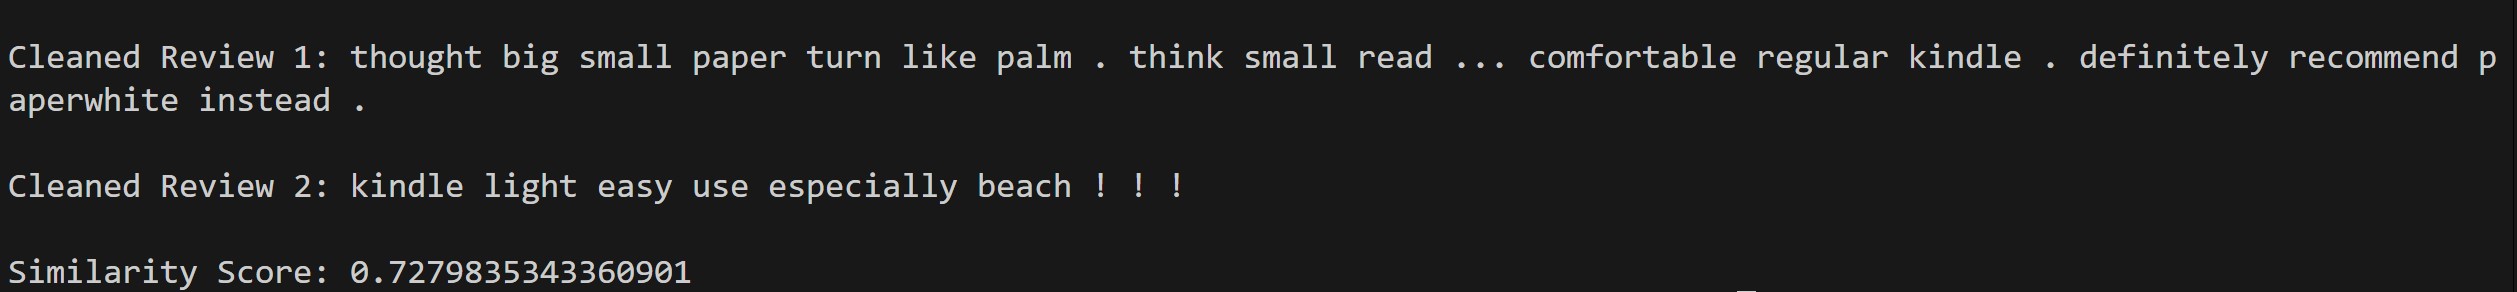 Cleaned Review 1: thought big small paper turn like palm . think small read ... comfortable regular kindle . definitely recommend p
aperwhite instead .
Cleaned Review 2: kindle light easy use especially beach ! ! !
Similarity Score: 0.7279835343360901